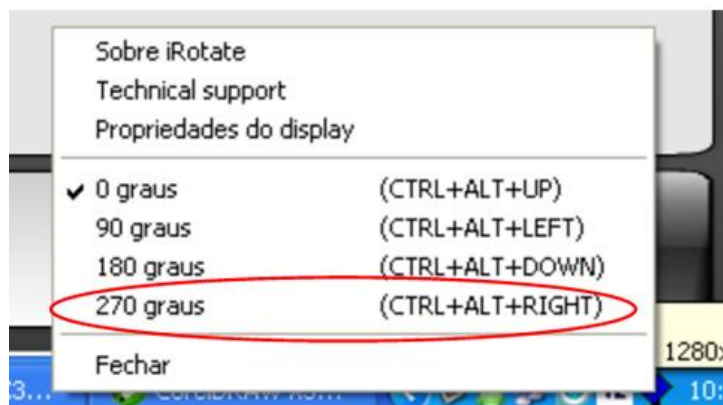 Sobre iRotate
Technical support
Propriedades do display
0 graus (CTRL+ALT+UP)
90 graus (CTRL+ALT+LEFT)
180 graus (CTRL+ALT+DOWN)
270 graus (CTRL+ALT+RIGHT)
Fechar
1280x
3...
10: